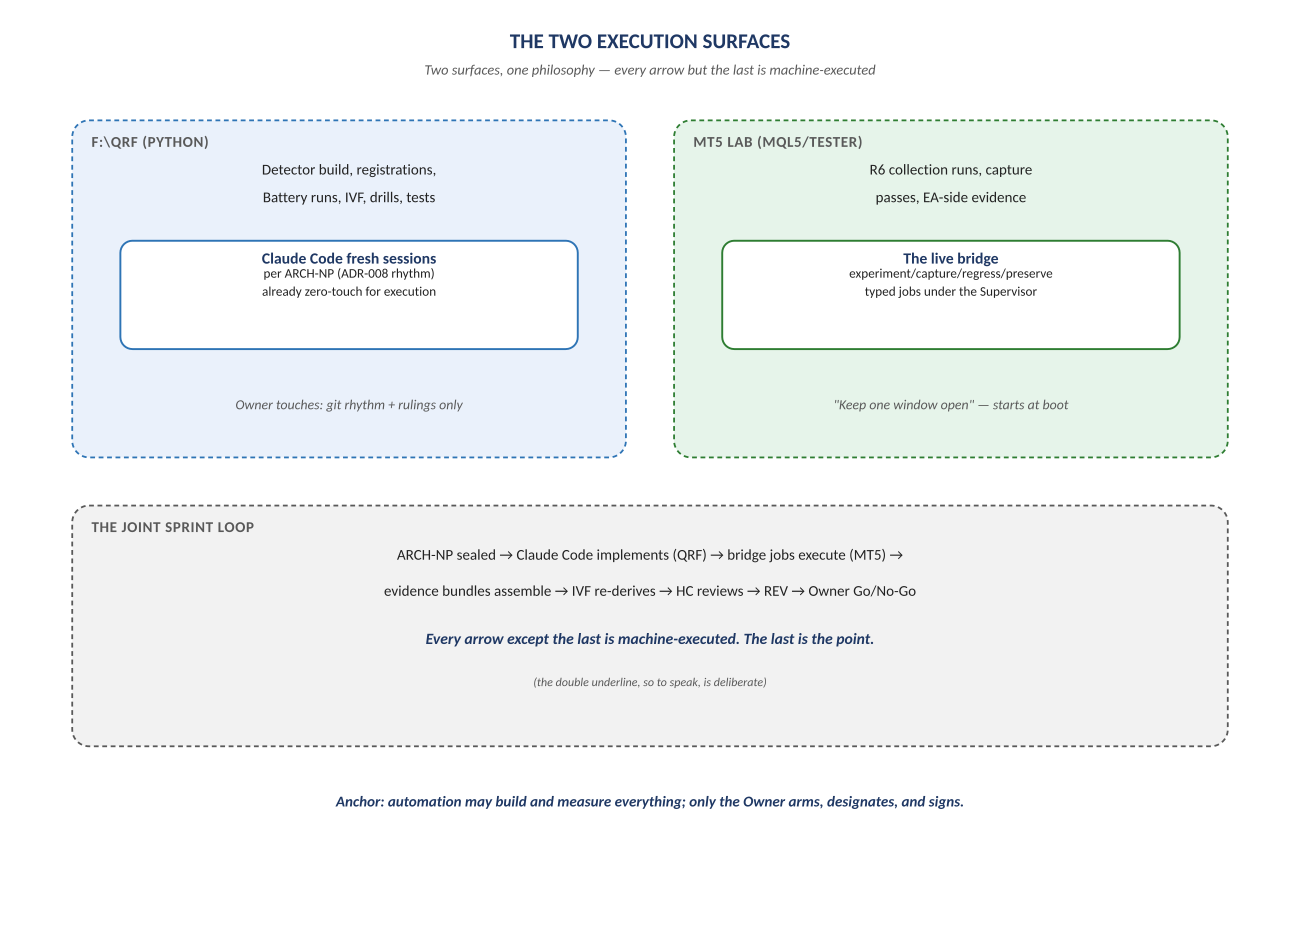 THE TWO EXECUTION SURFACES
Two surfaces, one philosophy — every arrow but the last is machine-executed
F:\QRF (PYTHON)
Detector build, registrations,
Battery runs, IVF, drills, tests
Claude Code fresh sessions
per ARCH-NP (ADR-008 rhythm)
already zero-touch for execution
Owner touches: git rhythm + rulings only
MT5 LAB (MQL5/TESTER)
R6 collection runs, capture
passes, EA-side evidence
The live bridge
experiment/capture/regress/preserve
typed jobs under the Supervisor
"Keep one window open" — starts at boot
THE JOINT SPRINT LOOP
ARCH-NP sealed → Claude Code implements (QRF) → bridge jobs execute (MT5) →
evidence bundles assemble → IVF re-derives → HC reviews → REV → Owner Go/No-Go
Every arrow except the last is machine-executed. The last is the point.
(the double underline, so to speak, is deliberate)
Anchor: automation may build and measure everything; only the Owner arms, designates, and signs.